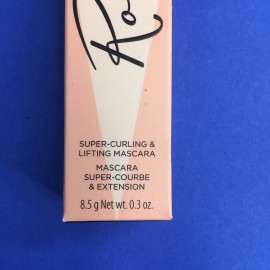 SUPER-CURLING &
LIFTING MASCARA
MASCARA
SUPER-COURBE
& EXTENSION
8.5 g Net wt. 0.3 oz.